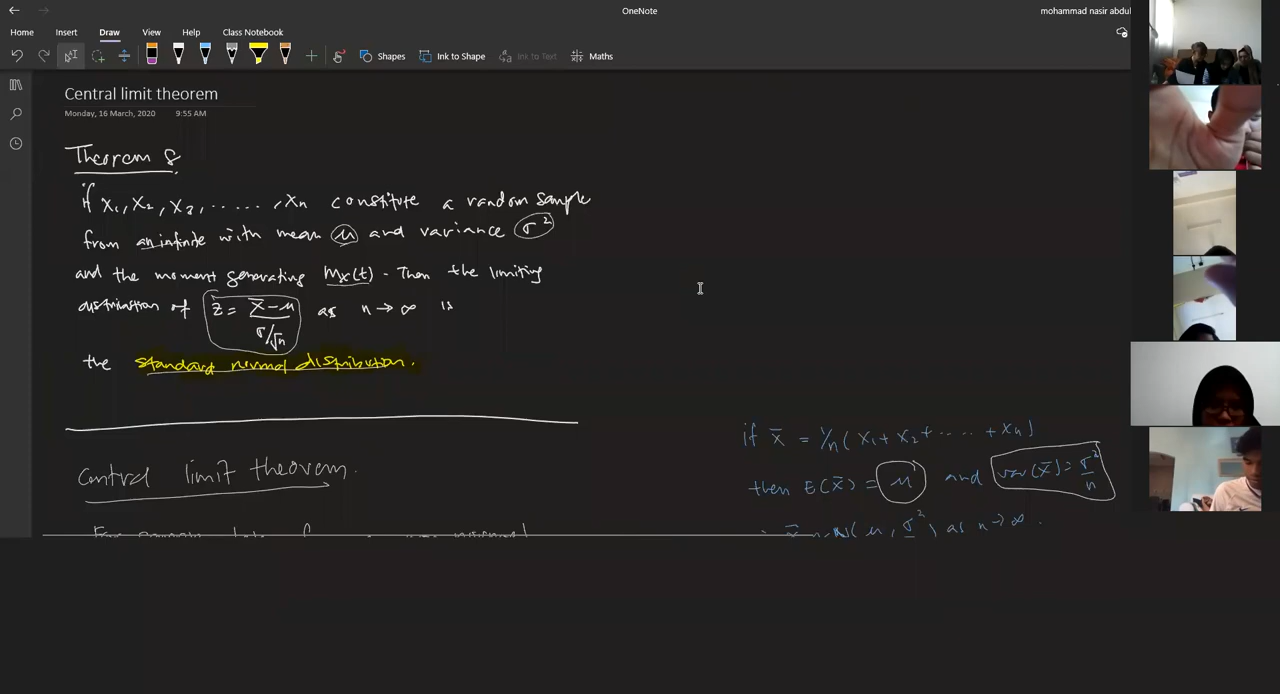 OneNote
mohammad nasir abdul
Home Insert Draw View Help Class Notebook
Shapes Ink to Shape Ink to Text Maths
Central limit theorem
Monday, 16 March, 2020 9:55 AM
Theorem 8
if X1, X2, X3, ......, Xn constitute a random sample
from an infinite with mean μ and variance σ²
and the moment generating Mx(t). Then the limiting
distribution of Z = X̄ - μ / σ/√n as n → ∞ is
the standard normal distribution.
if X̄ = 1/n (X1 + X2 + .... + Xn)
then E(X̄) = μ and var(X̄) = σ²/n
Central limit theorem.
as n → ∞.